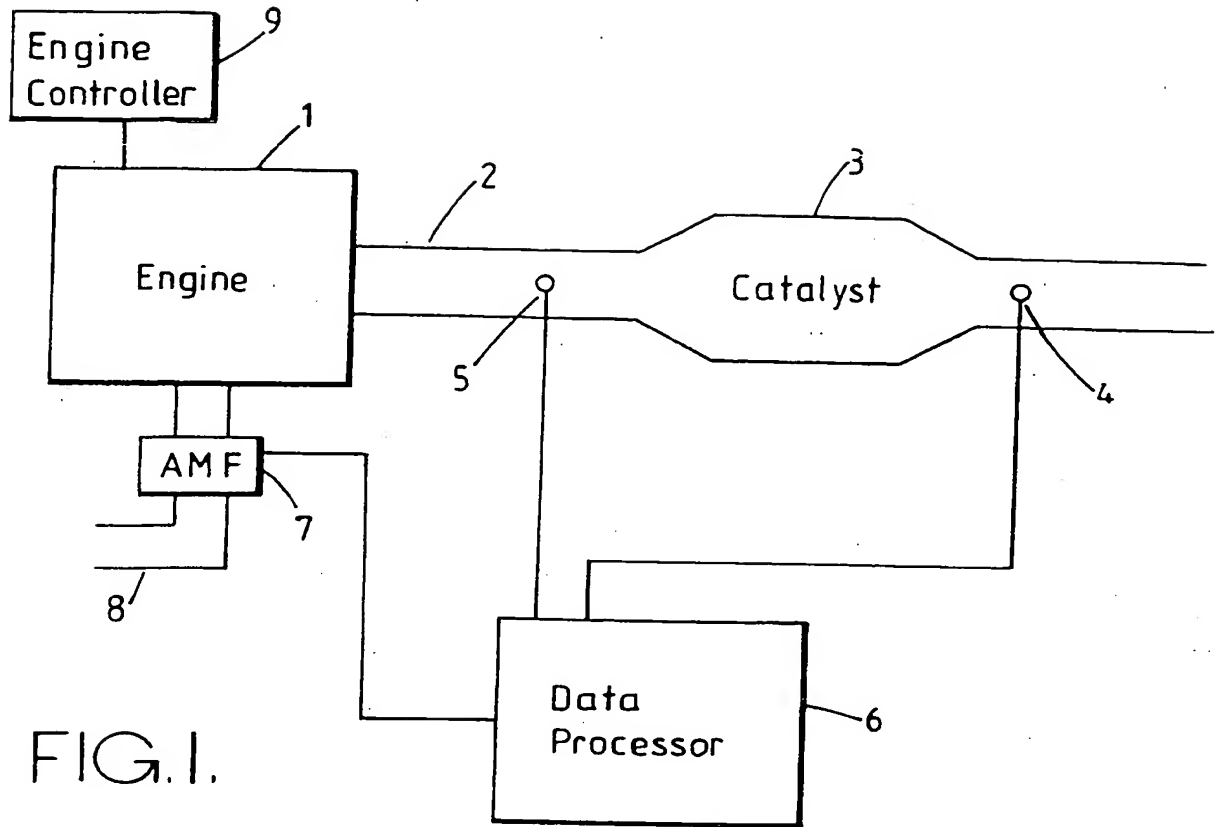 9
Engine
Controller
1
2
3
Engine
Catalyst
5
4
AMF
7
8
Data
Processor
6
FIG.1.